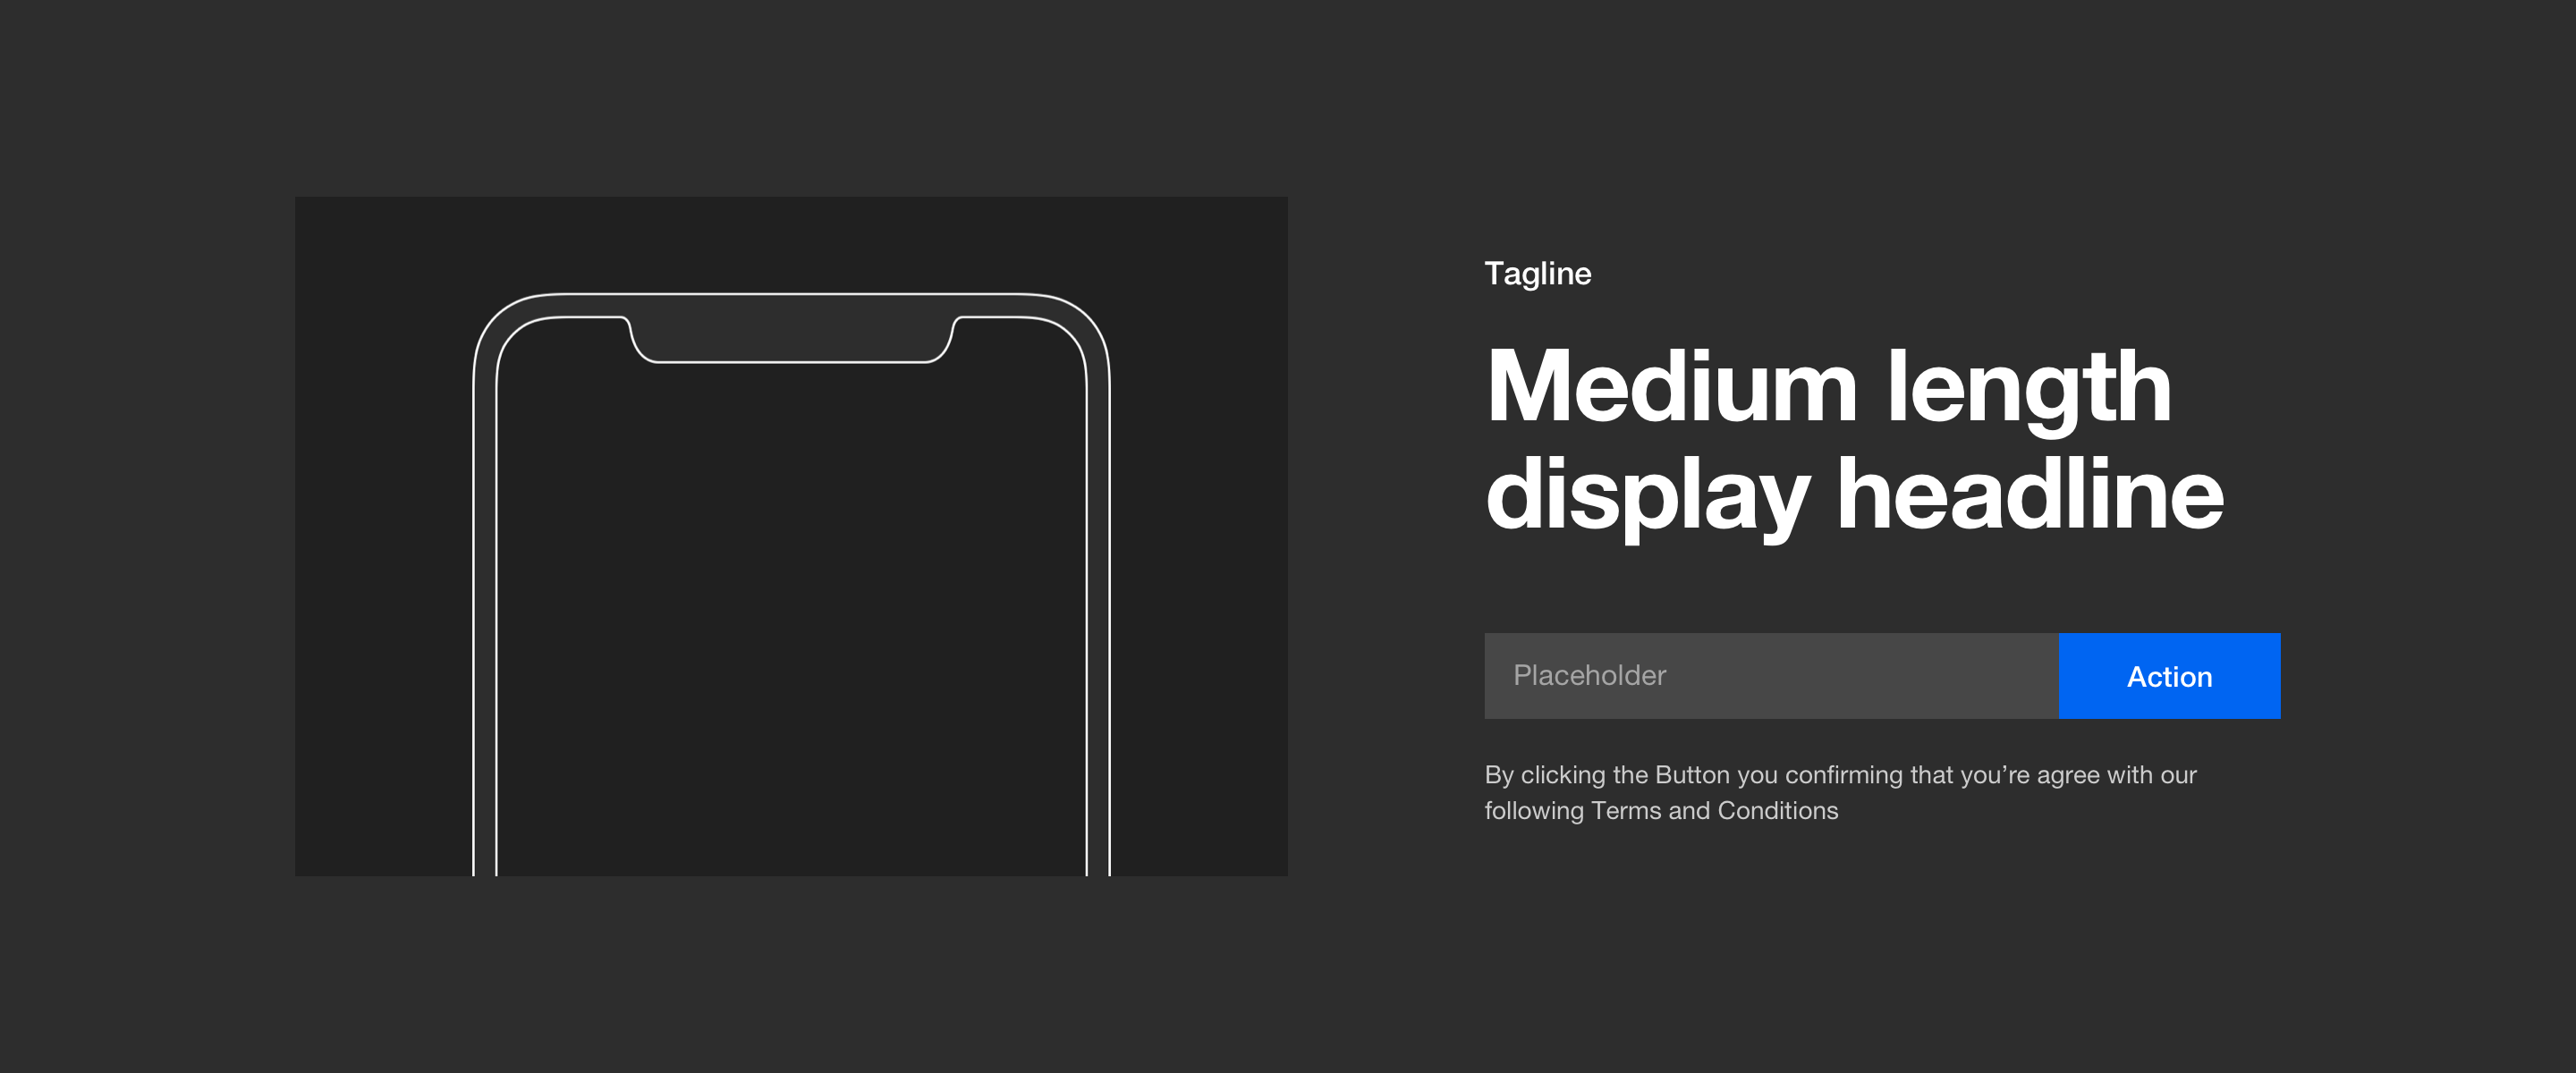 Tagline
Medium length
display headline
Placeholder
Action
By clicking the Button you confirming that you’re agree with our
following Terms and Conditions